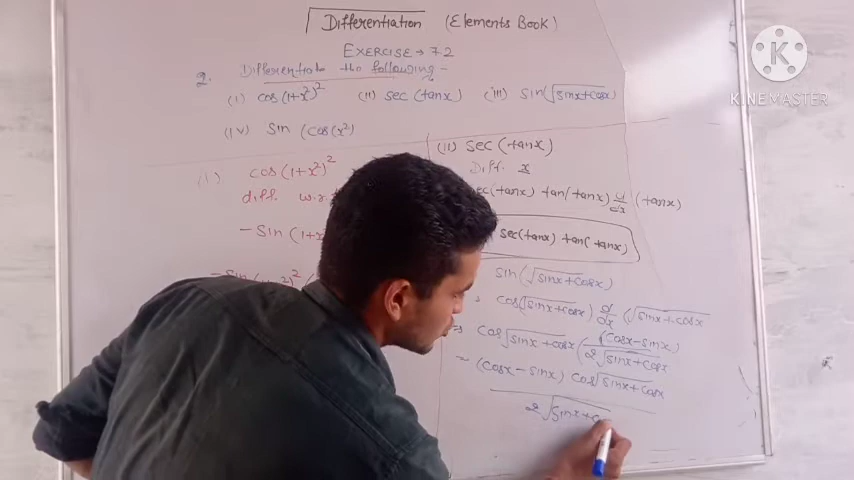 Differentiation (Elements Book)
EXERCISE → 7.2
2. Differentiate the following -
(i) cos(1+x²)² (ii) sec (tanx) (iii) sin(√sinx+cosx)
(iv) sin (cos(x²)
(i) cos(1+x²)²
diff. w.r.t
-sin (1+x
-sin
(ii) sec (tanx)
Diff. x
sec(tanx) tan(tanx) d/dx (tanx)
sec(tanx) tan(tanx)
sin(√sinx+cosx)
cos(√sinx+cosx) d/dx (√sinx+cosx
⇒ cos√sinx+cosx (cosx-sinx)/2√sinx+cosx
= (cosx-sinx) cos√sinx+cosx
2√sinx+c
K
KINEMASTER